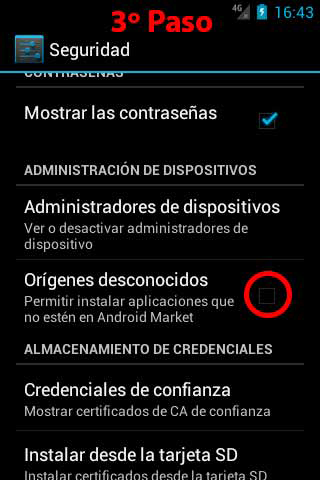 3º Paso
4G 16:43
Seguridad
CONTRASEÑAS
Mostrar las contraseñas
ADMINISTRACIÓN DE DISPOSITIVOS
Administradores de dispositivos
Ver o desactivar administradores de
dispositivo
Orígenes desconocidos
Permitir instalar aplicaciones que
no estén en Android Market
ALMACENAMIENTO DE CREDENCIALES
Credenciales de confianza
Mostrar certificados de CA de confianza
Instalar desde la tarjeta SD
Instalar certificados desde la tarjeta SD